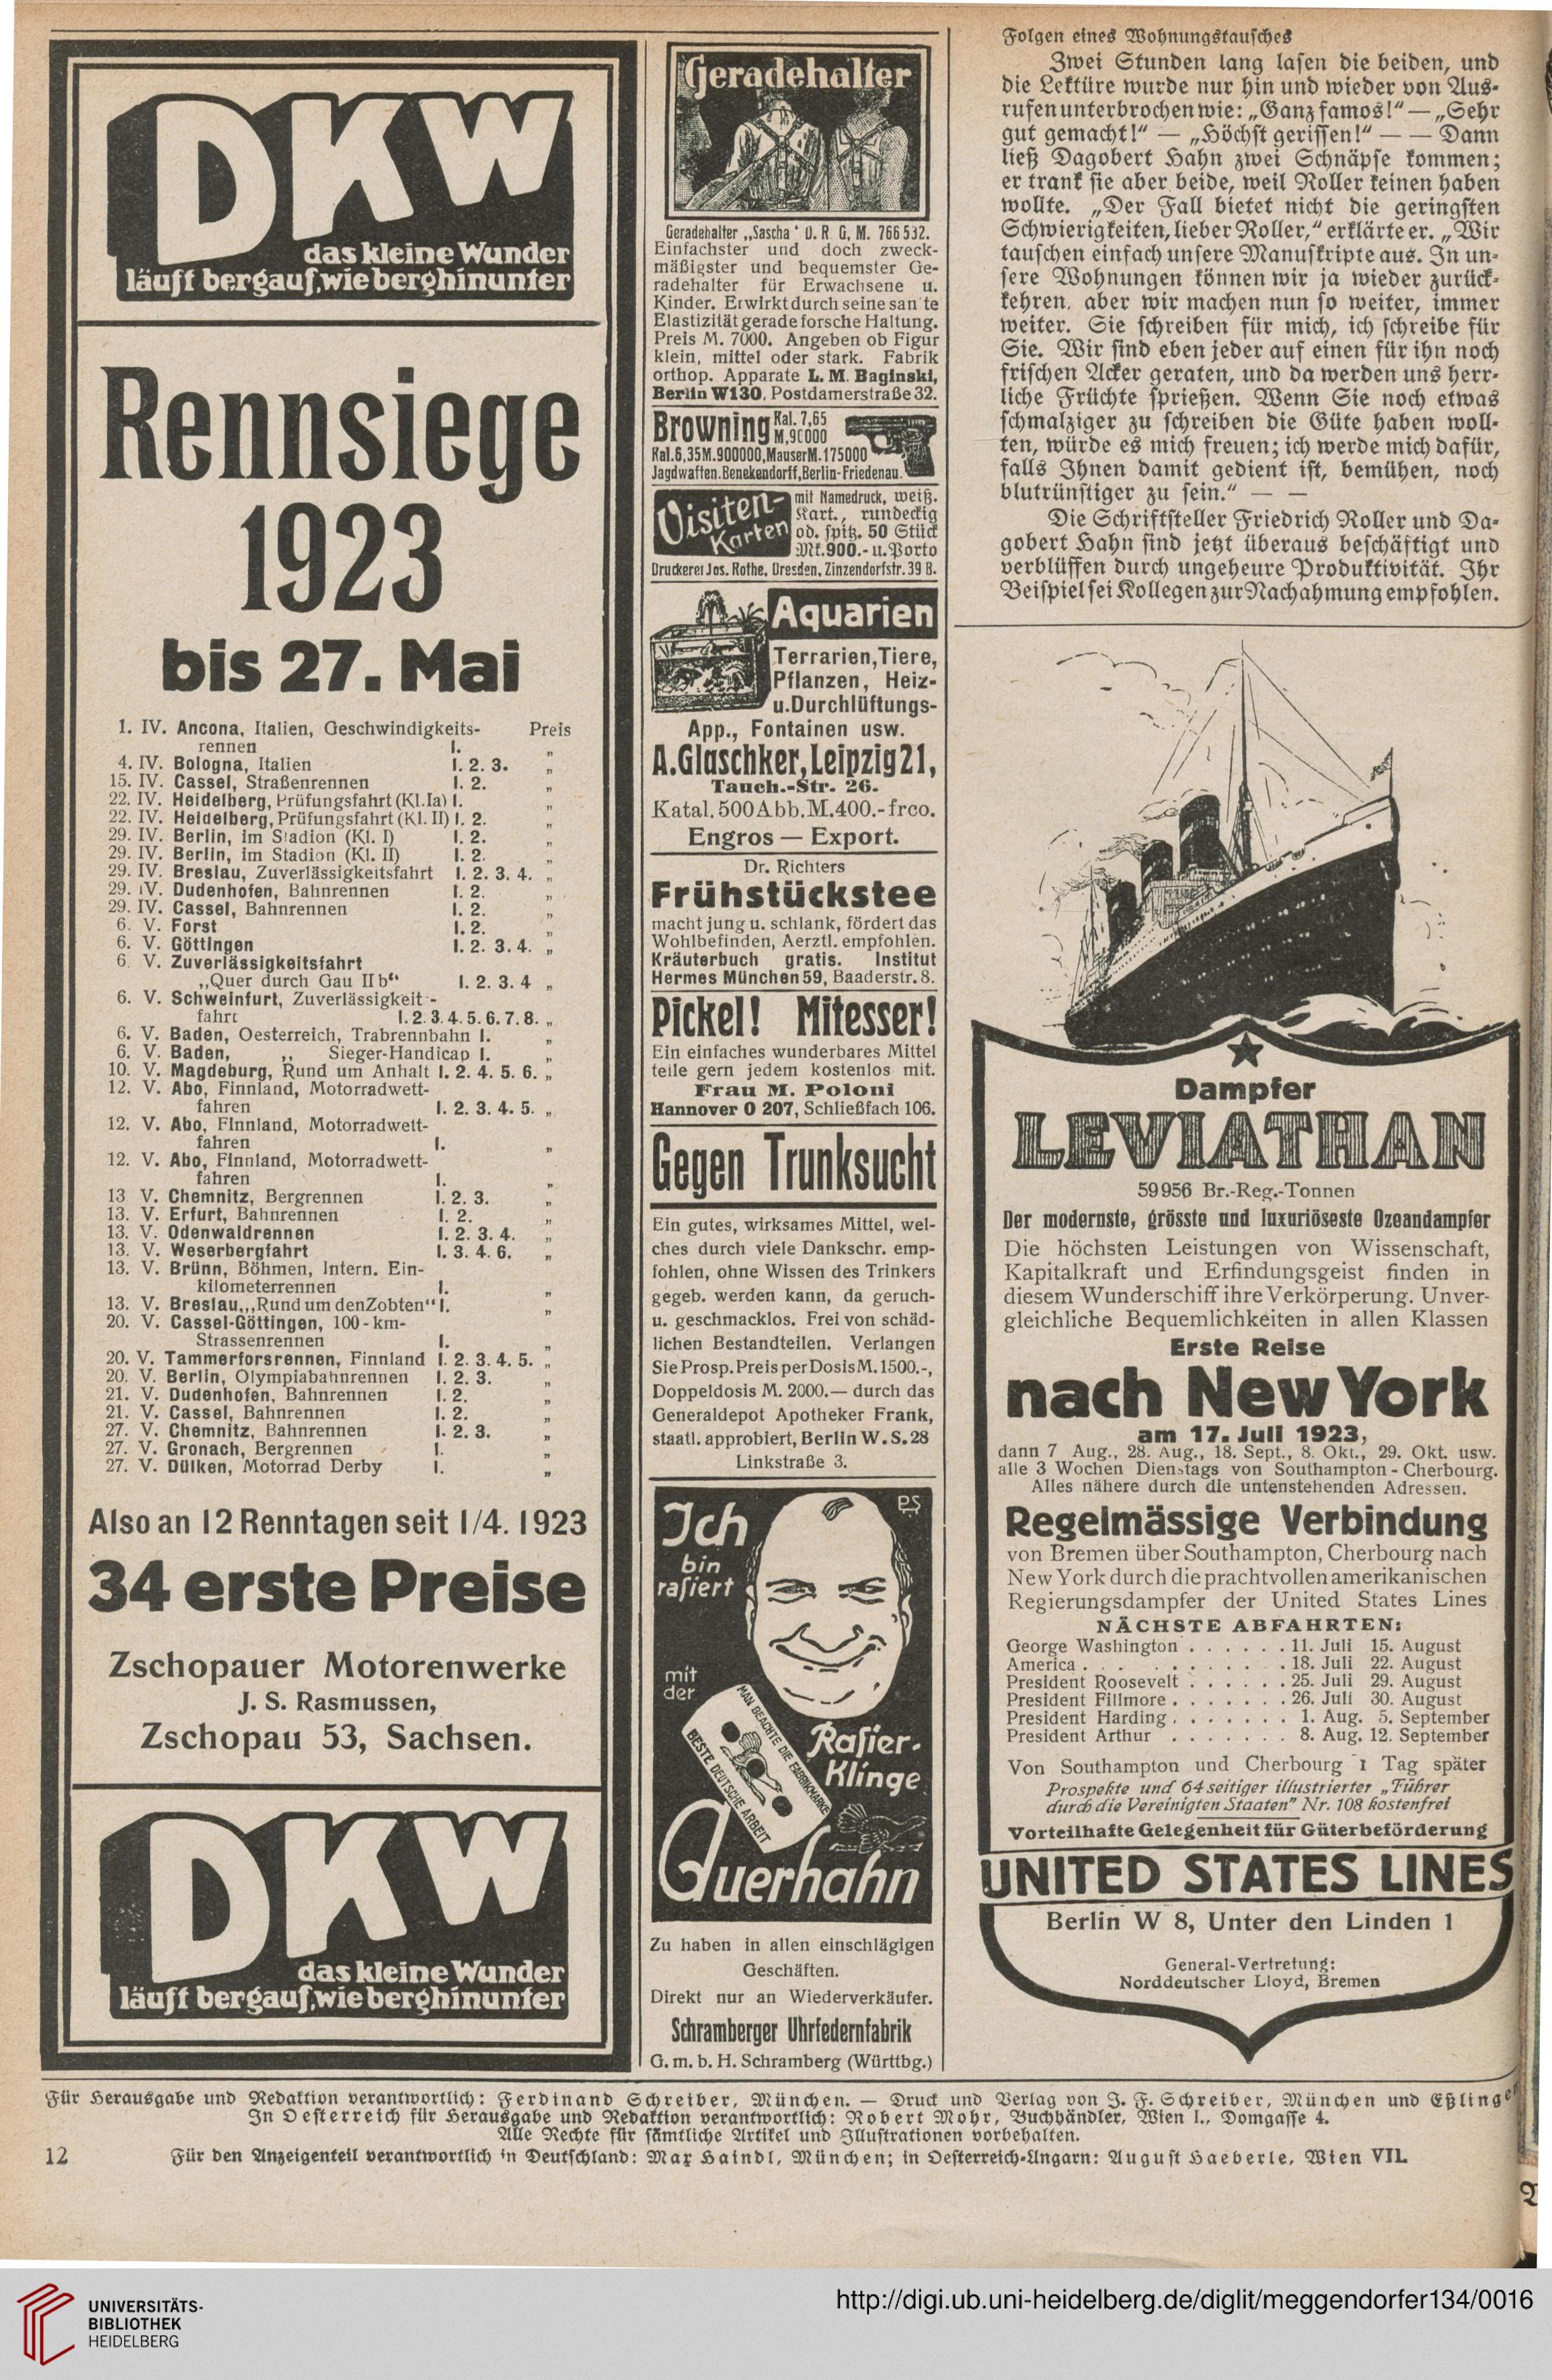 DKW
das kleine Wunder
läuft bergauf, wie berghinunter
Rennsiege
1923
bis 27. Mai
1. IV. Ancona, Italien, Geschwindigkeits- Preis
rennen I. „
4. IV. Bologna, Italien I. 2. 3. „
15. IV. Cassel, Straßenrennen I. 2. „
22. IV. Heidelberg, Prüfungsfahrt (Kl. Ia) I. „
22. IV. Heidelberg, Prüfungsfahrt (Kl. II) I. 2. „
29. IV. Berlin, im Stadion (Kl. I) I. 2. „
29. IV. Berlin, im Stadion (Kl. II) I. 2. „
29. IV. Breslau, Zuverlässigkeitsfahrt I. 2. 3. 4. „
29. IV. Dudenhofen, Bahnrennen I. 2. „
29. IV. Cassel, Bahnrennen I. 2. „
6. V. Forst I. 2. „
6. V. Göttingen I. 2. 3. 4. „
6. V. Zuverlässigkeitsfahrt
„Quer durch Gau II b“ I. 2. 3. 4 „
6. V. Schweinfurt, Zuverlässigkeit -
fahrt I. 2. 3. 4. 5. 6. 7. 8. „
6. V. Baden, Oesterreich, Trabrennbahn I. „
6. V. Baden, „ Sieger-Handicap I. „
10. V. Magdeburg, Rund um Anhalt I. 2. 4. 5. 6. „
12. V. Abo, Finnland, Motorradwett-
fahren I. 2. 3. 4. 5. „
12. V. Abo, Finnland, Motorradwett-
fahren I. „
12. V. Abo, Finnland, Motorradwett-
fahren I. „
13 V. Chemnitz, Bergrennen I. 2. 3. „
13. V. Erfurt, Bahnrennen I. 2. „
13. V. Odenwaldrennen I. 2. 3. 4. „
13. V. Weserbergfahrt I. 3. 4. 6. „
13. V. Brünn, Böhmen, Intern. Ein-
kilometerrennen I. „
13. V. Breslau, „Rund um den Zobten“ I. „
20. V. Cassel-Göttingen, 100-km-
Strassenrennen I. „
20. V. Tammerforsrennen, Finnland I. 2. 3. 4. 5. „
20. V. Berlin, Olympiabahnrennen I. 2. 3. „
21. V. Dudenhofen, Bahnrennen I. 2. „
21. V. Cassel, Bahnrennen I. 2. „
27. V. Chemnitz, Bahnrennen I. 2. 3. „
27. V. Gronach, Bergrennen I. „
27. V. Dülken, Motorrad Derby I. „
Also an 12 Renntagen seit 1/4. 1923
34 erste Preise
Zschopauer Motorenwerke
J. S. Rasmussen,
Zschopau 53, Sachsen.
DKW
das kleine Wunder
läuft bergauf, wie berghinunter
Geradehalter
Geradehalter „Sascha‘ D. R. G. M. 766 532.
Einfachster und doch zweck-
mäßigster und bequemster Ge-
radehalter für Erwachsene u.
Kinder. Erwirkt durch seine san te
Elastizität gerade forsche Haltung.
Preis M. 7000. Angeben ob Figur
klein, mittel oder stark. Fabrik
orthop. Apparate L. M. Baginski,
Berlin W130, Postdamerstraße 32.
Browning Kal. 7,65
M,9C000
Kal.6,35M.900000,MauserM.175000
Jagdwaffen.Benekendorff,Berlin-Friedenau.
Visiten-
Karten
mit Namedruck, weiß.
Kart., rundeckig
od. spitz. 50 Stück
Mk.900.- u. Porto
Druckerei Jos. Rothe, Dresden, Zinzendorfstr. 39 B.
Aquarien
Terrarien, Tiere,
Pflanzen, Heiz-
u. Durchlüftungs-
App., Fontainen usw.
A. Glaschker, Leipzig 21,
Tauch.-Str. 26.
Katal. 500 Abb. M. 400.- frco.
Engros — Export.
Dr. Richters
Frühstückstee
macht jung u. schlank, fördert das
Wohlbefinden, Aerztl. empfohlen.
Kräuterbuch gratis. Institut
Hermes München 59, Baaderstr. 8.
Pickel! Mitesser!
Ein einfaches wunderbares Mittel
teile gern jedem kostenlos mit.
Frau M. Poloni
Hannover O 207, Schließfach 106.
Gegen Trunksucht
Ein gutes, wirksames Mittel, wel-
ches durch viele Dankschr. emp-
fohlen, ohne Wissen des Trinkers
gegeb. werden kann, da geruch-
u. geschmacklos. Frei von schäd-
lichen Bestandteilen. Verlangen
Sie Prosp. Preis per Dosis M. 1500.-,
Doppeldosis M. 2000.— durch das
Generaldepot Apotheker Frank,
staatl. approbiert, Berlin W. S. 28
Linkstraße 3.
Ich
PS
bin
rasiert
mit
der
MAN BEACHTE DIE FABRIKMARKE
BESTE DEUTSCHE ARBEIT
Rasier-
Klinge
Querhahn
Zu haben in allen einschlägigen
Geschäften.
Direkt nur an Wiederverkäufer.
Schramberger Uhrfedernfabrik
G. m. b. H. Schramberg (Württbg.)
Folgen eines Wohnungstausches
Zwei Stunden lang lasen die beiden, und
die Lektüre wurde nur hin und wieder von Aus-
rufen unterbrochen wie: „Ganz famos!“ — „Sehr
gut gemacht!“ — „Höchst gerissen!“ — — Dann
ließ Dagobert Hahn zwei Schnäpse kommen;
er trank sie aber beide, weil Roller keinen haben
wollte. „Der Fall bietet nicht die geringsten
Schwierigkeiten, lieber Roller,“ erklärte er. „Wir
tauschen einfach unsere Manuskripte aus. In un-
sere Wohnungen können wir ja wieder zurück-
kehren, aber wir machen nun so weiter, immer
weiter. Sie schreiben für mich, ich schreibe für
Sie. Wir sind eben jeder auf einen für ihn noch
frischen Acker geraten, und da werden uns herr-
liche Früchte sprießen. Wenn Sie noch etwas
schmalziger zu schreiben die Güte haben woll-
ten, würde es mich freuen; ich werde mich dafür,
falls Ihnen damit gedient ist, bemühen, noch
blutrünstiger zu sein.“ — —
Die Schriftsteller Friedrich Roller und Da-
gobert Hahn sind jetzt überaus beschäftigt und
verblüffen durch ungeheure Produktivität. Ihr
Beispiel sei Kollegen zur Nachahmung empfohlen.
Dampfer
LEVIATHAN
59956 Br.-Reg.-Tonnen
Der modernste, grösste und luxuriöseste Ozeandampfer
Die höchsten Leistungen von Wissenschaft,
Kapitalkraft und Erfindungsgeist finden in
diesem Wunderschiff ihre Verkörperung. Unver-
gleichliche Bequemlichkeiten in allen Klassen
Erste Reise
nach New York
am 17. Juli 1923,
dann 7 Aug., 28. Aug., 18. Sept., 8. Okt., 29. Okt. usw.
alle 3 Wochen Dienstags von Southampton - Cherbourg.
Alles nähere durch die untenstehenden Adressen.
Regelmässige Verbindung
von Bremen über Southampton, Cherbourg nach
New York durch die prachtvollen amerikanischen
Regierungsdampfer der United States Lines
NÄCHSTE ABFAHRTEN:
George Washington . . . . . . 11. Juli 15. August
America . . . . . . . . . . 18. Juli 22. August
President Roosevelt . . . . . . 25. Juli 29. August
President Fillmore . . . . . . . 26. Juli 30. August
President Harding . . . . . . . 1. Aug. 5. September
President Arthur . . . . . . . 8. Aug. 12. September
Von Southampton und Cherbourg 1 Tag später
Prospekte und 64 seitiger illustrierter „Führer
durch die Vereinigten Staaten” Nr. 108 kostenfrei
Vorteilhafte Gelegenheit für Güterbeförderung
UNITED STATES LINES
Berlin W 8, Unter den Linden 1
General-Vertretung:
Norddeutscher Lloyd, Bremen
Für Herausgabe und Redaktion verantwortlich: Ferdinand Schreiber, München. — Druck und Verlag von J. F. Schreiber, München und Eßlinge
In Oesterreich für Herausgabe und Redaktion verantwortlich: Robert Mohr, Buchhändler, Wien I., Domgasse 4.
Alle Rechte für sämtliche Artikel und Illustrationen vorbehalten.
12 Für den Anzeigenteil verantwortlich in Deutschland: Max Haindl, München; in Oesterreich-Ungarn: August Haeberle, Wien VII.
UNIVERSITÄTS-
BIBLIOTHEK
HEIDELBERG
http://digi.ub.uni-heidelberg.de/diglit/meggendorfer134/0016